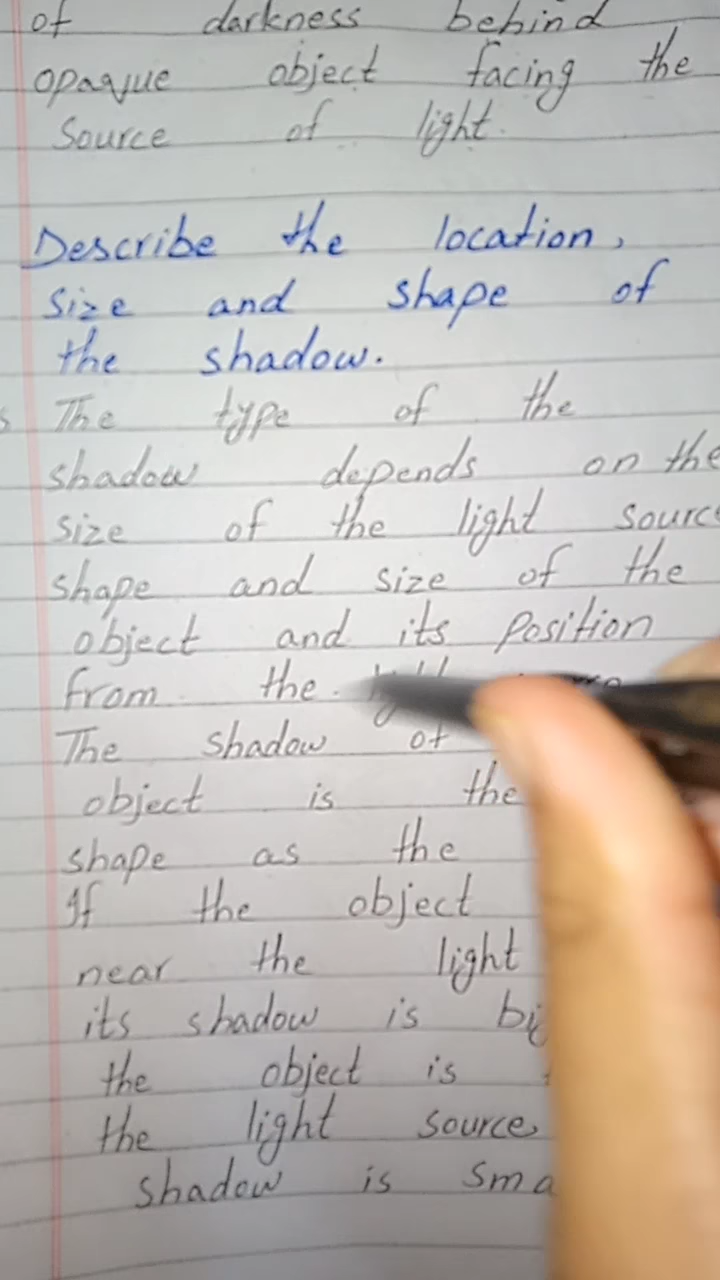 of darkness behind
opaque object facing the
Source of light.
Describe the location,
size and shape of
the shadow.
s The type of the
shadow depends on the
size of the light
shape and size of the
object and its position
from the
The shadow of
object is the
shape as the
If the object
near the light
its shadow is
the object is
the light source
shadow is